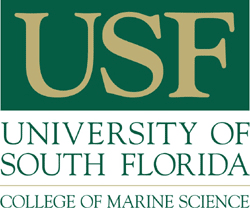 USF
UNIVERSITY OF
SOUTH FLORIDA
COLLEGE OF MARINE SCIENCE